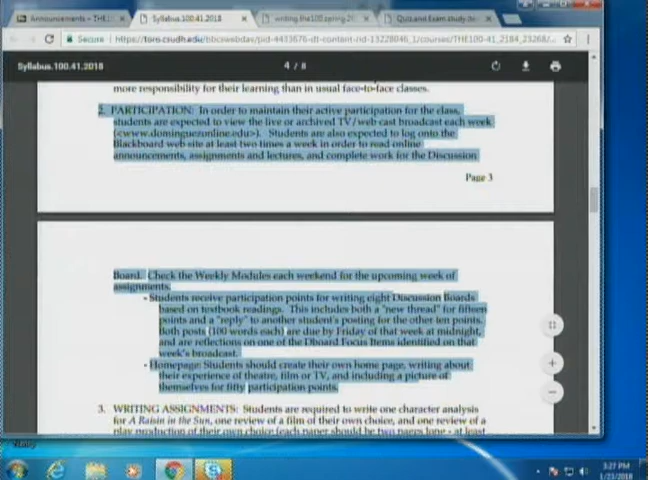 Announcements – THE1
Syllabus.100.41.2018
writing.the100.spring.20
Quiz and Exam study ite
Secure
https://toro.csudh.edu/bbcswebdav/pid-4433676-dt-content-rid-13228046_1/courses/THE100-41_2184_23268/
Syllabus.100.41.2018
4 / 8
more responsibility for their learning than in usual face-to-face classes.
2. PARTICIPATION: In order to maintain their active participation for the class,
students are expected to view the live or archived TV/web cast broadcast each week
(<www.dominguezonline.edu>). Students are also expected to log onto the
Blackboard web site at least two times a week in order to read online
announcements, assignments and lectures, and complete work for the Discussion
Page 3
Board. Check the Weekly Modules each weekend for the upcoming week of
assignments.
- Students receive participation points for writing eight Discussion Boards
based on textbook readings. This includes both a "new thread" for fifteen
points and a "reply" to another student's posting for the other ten points.
Both posts (100 words each) are due by Friday of that week at midnight,
and are reflections on one of the Dboard Focus Items identified on that
week's broadcast.
- Homepage: Students should create their own home page, writing about
their experience of theatre, film or TV, and including a picture of
themselves for fifty participation points.
3. WRITING ASSIGNMENTS: Students are required to write one character analysis
for A Raisin in the Sun, one review of a film of their own choice, and one review of a
play production of their own choice (each paper should be two pages long - at least
3:27 PM
1/23/2018